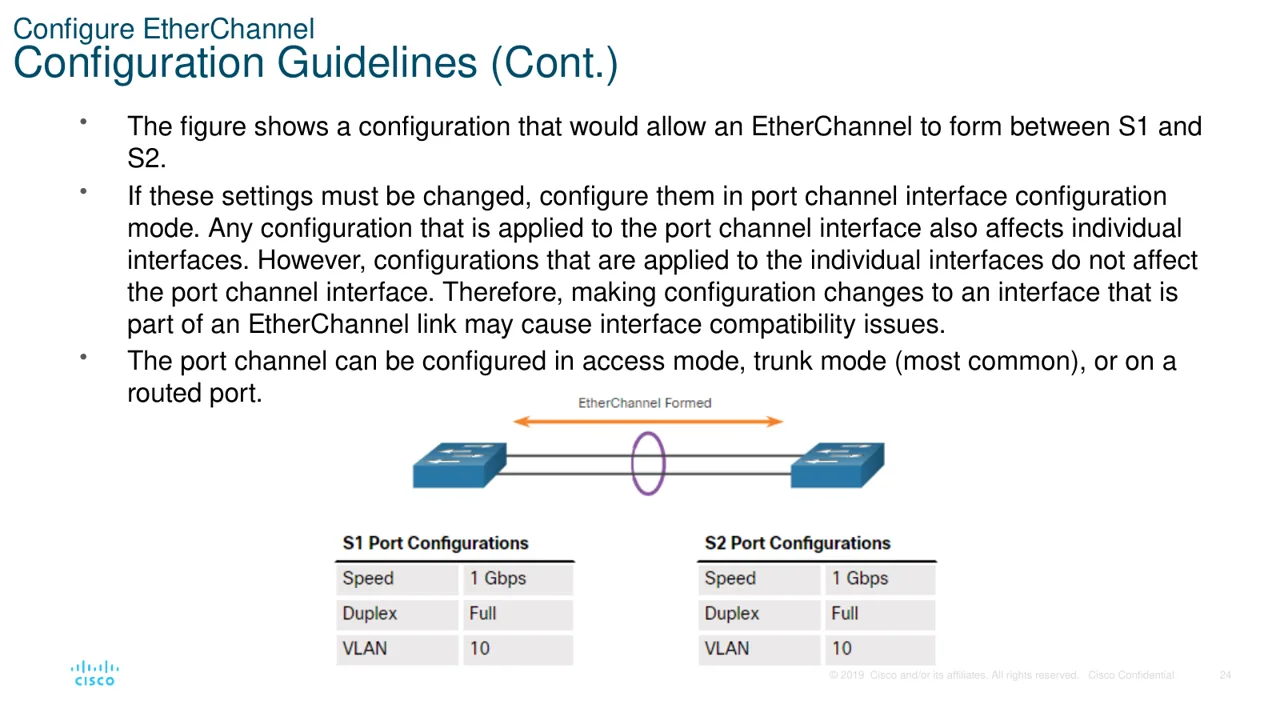 Configure EtherChannel
Configuration Guidelines (Cont.)
• The figure shows a configuration that would allow an EtherChannel to form between S1 and
S2.
• If these settings must be changed, configure them in port channel interface configuration
mode. Any configuration that is applied to the port channel interface also affects individual
interfaces. However, configurations that are applied to the individual interfaces do not affect
the port channel interface. Therefore, making configuration changes to an interface that is
part of an EtherChannel link may cause interface compatibility issues.
• The port channel can be configured in access mode, trunk mode (most common), or on a
routed port.
EtherChannel Formed
S1 Port Configurations
Speed 1 Gbps
Duplex Full
VLAN 10
S2 Port Configurations
Speed 1 Gbps
Duplex Full
VLAN 10
CISCO
© 2019 Cisco and/or its affiliates. All rights reserved. Cisco Confidential
24